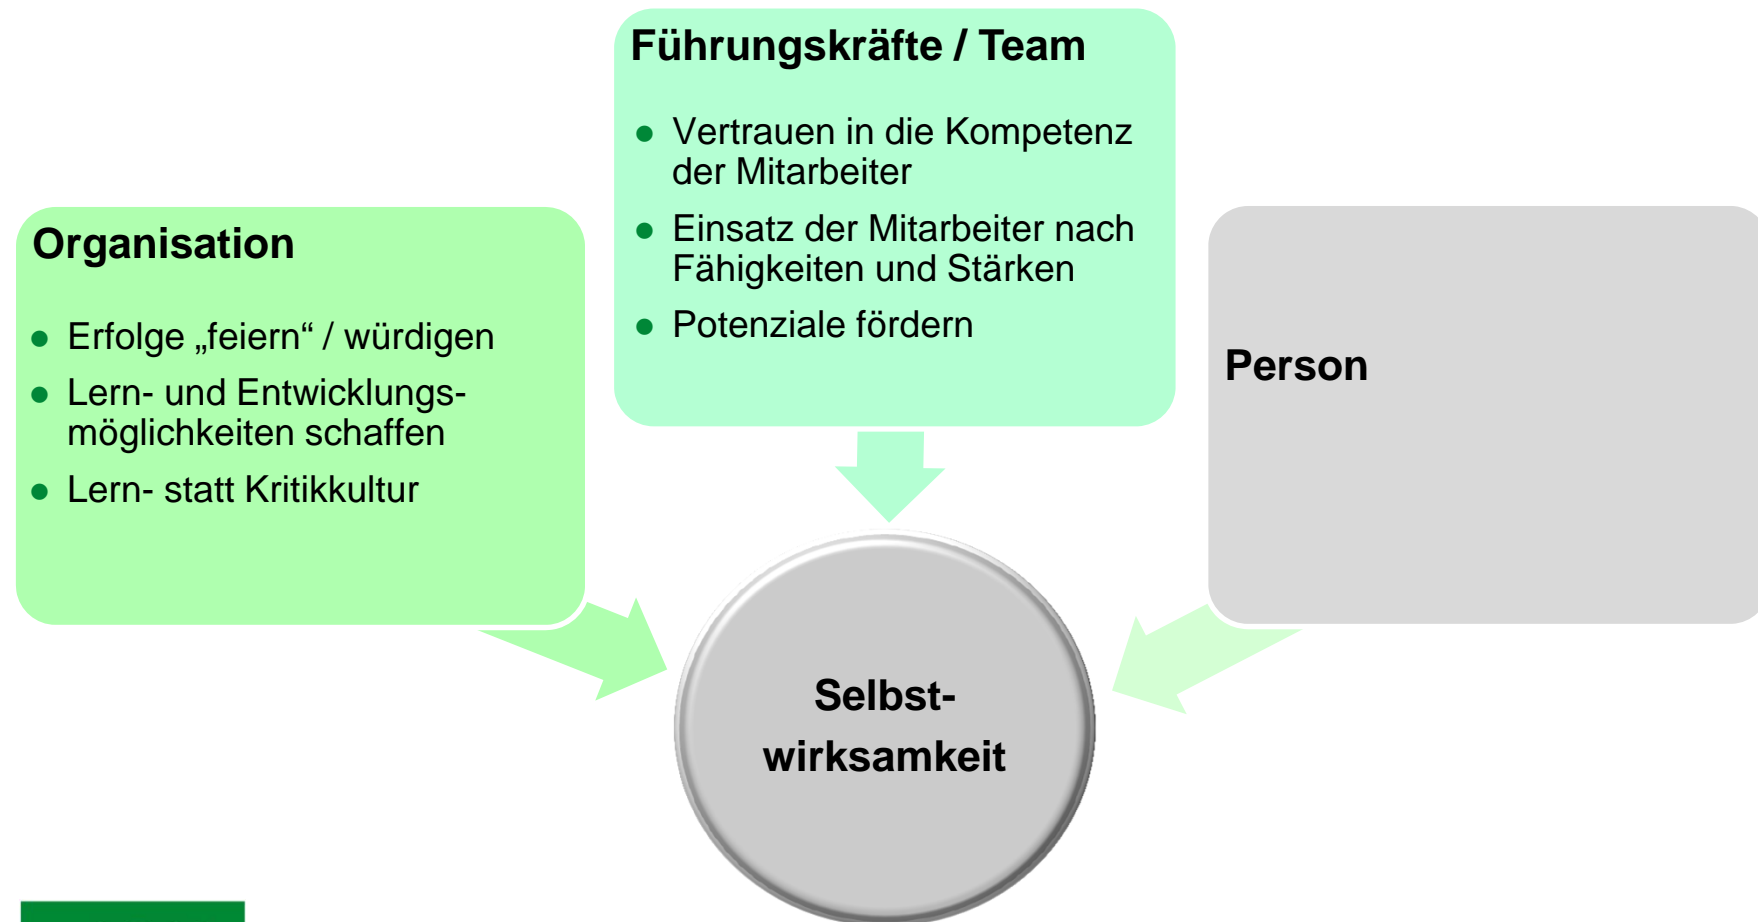 Führungskräfte / Team
● Vertrauen in die Kompetenz
der Mitarbeiter
● Einsatz der Mitarbeiter nach
Fähigkeiten und Stärken
● Potenziale fördern
Organisation
● Erfolge „feiern“ / würdigen
● Lern- und Entwicklungs-
möglichkeiten schaffen
● Lern- statt Kritikkultur
Person
Selbst-
wirksamkeit